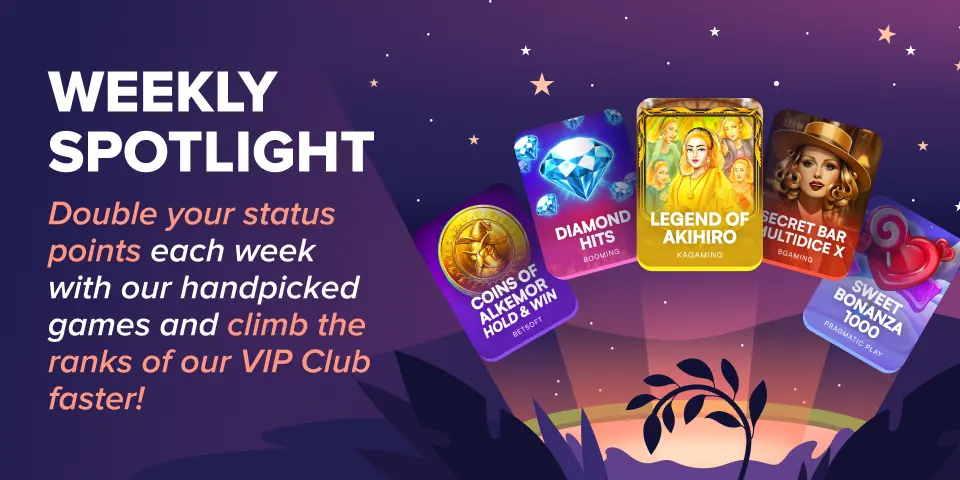 WEEKLY
SPOTLIGHT
Double your status
points each week
with our handpicked
games and climb the
ranks of our VIP Club
faster!
COINS OF
ALKEMOR
HOLD & WIN
BETSOFT
DIAMOND
HITS
BOOMING
LEGEND OF
AKIHIRO
KAGAMING
SECRET BAR
MULTIDICE X
BGAMING
SWEET
BONANZA
1000
PRAGMATIC PLAY